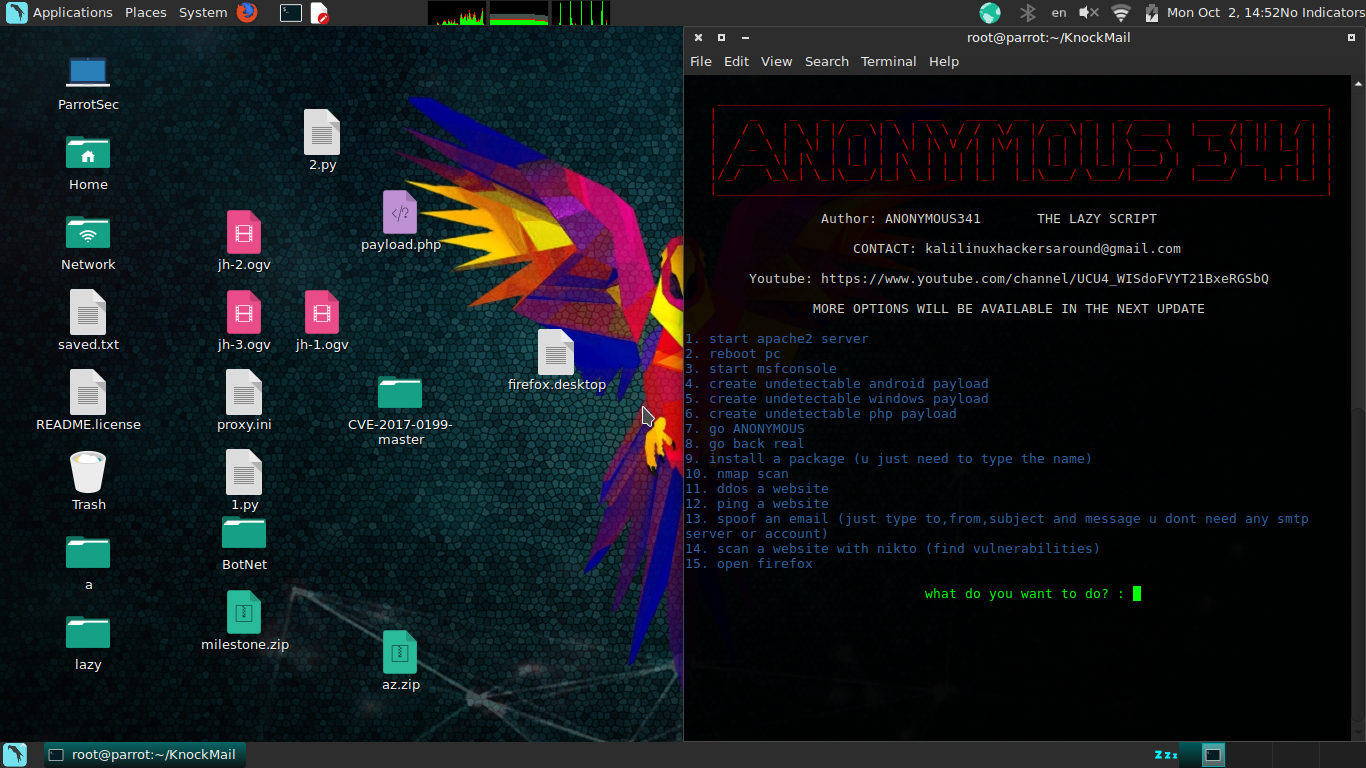 Applications Places System
en
Mon Oct 2, 14:52No Indicators
ParrotSec
Home
Network
saved.txt
README.license
Trash
a
lazy
2.py
payload.php
jh-2.ogv
jh-3.ogv
jh-1.ogv
firefox.desktop
proxy.ini
CVE-2017-0199-
master
1.py
BotNet
milestone.zip
az.zip
root@parrot:~/KnockMail
File Edit View Search Terminal Help
ANONYMOUS 341
Author: ANONYMOUS341 THE LAZY SCRIPT
CONTACT: kalilinuxhackersaround@gmail.com
Youtube: https://www.youtube.com/channel/UCU4_WISdoFVYT21BxeRGSbQ
MORE OPTIONS WILL BE AVAILABLE IN THE NEXT UPDATE
1. start apache2 server
2. reboot pc
3. start msfconsole
4. create undetectable android payload
5. create undetectable windows payload
6. create undetectable php payload
7. go ANONYMOUS
8. go back real
9. install a package (u just need to type the name)
10. nmap scan
11. ddos a website
12. ping a website
13. spoof an email (just type to,from,subject and message u dont need any smtp
server or account)
14. scan a website with nikto (find vulnerabilities)
15. open firefox
what do you want to do? :
root@parrot:~/KnockMail
zzz